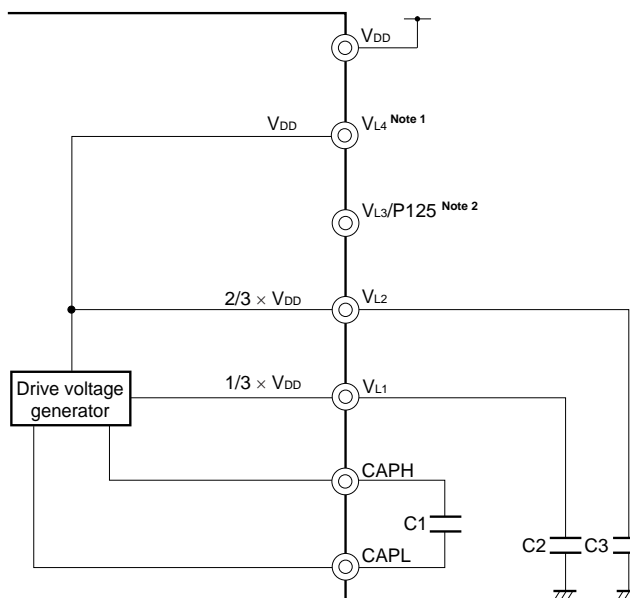 VDD
VDD VL4 Note 1
VL3/P125 Note 2
2/3 × VDD VL2
1/3 × VDD VL1
Drive voltage
generator
CAPH
C1
CAPL
C2 C3